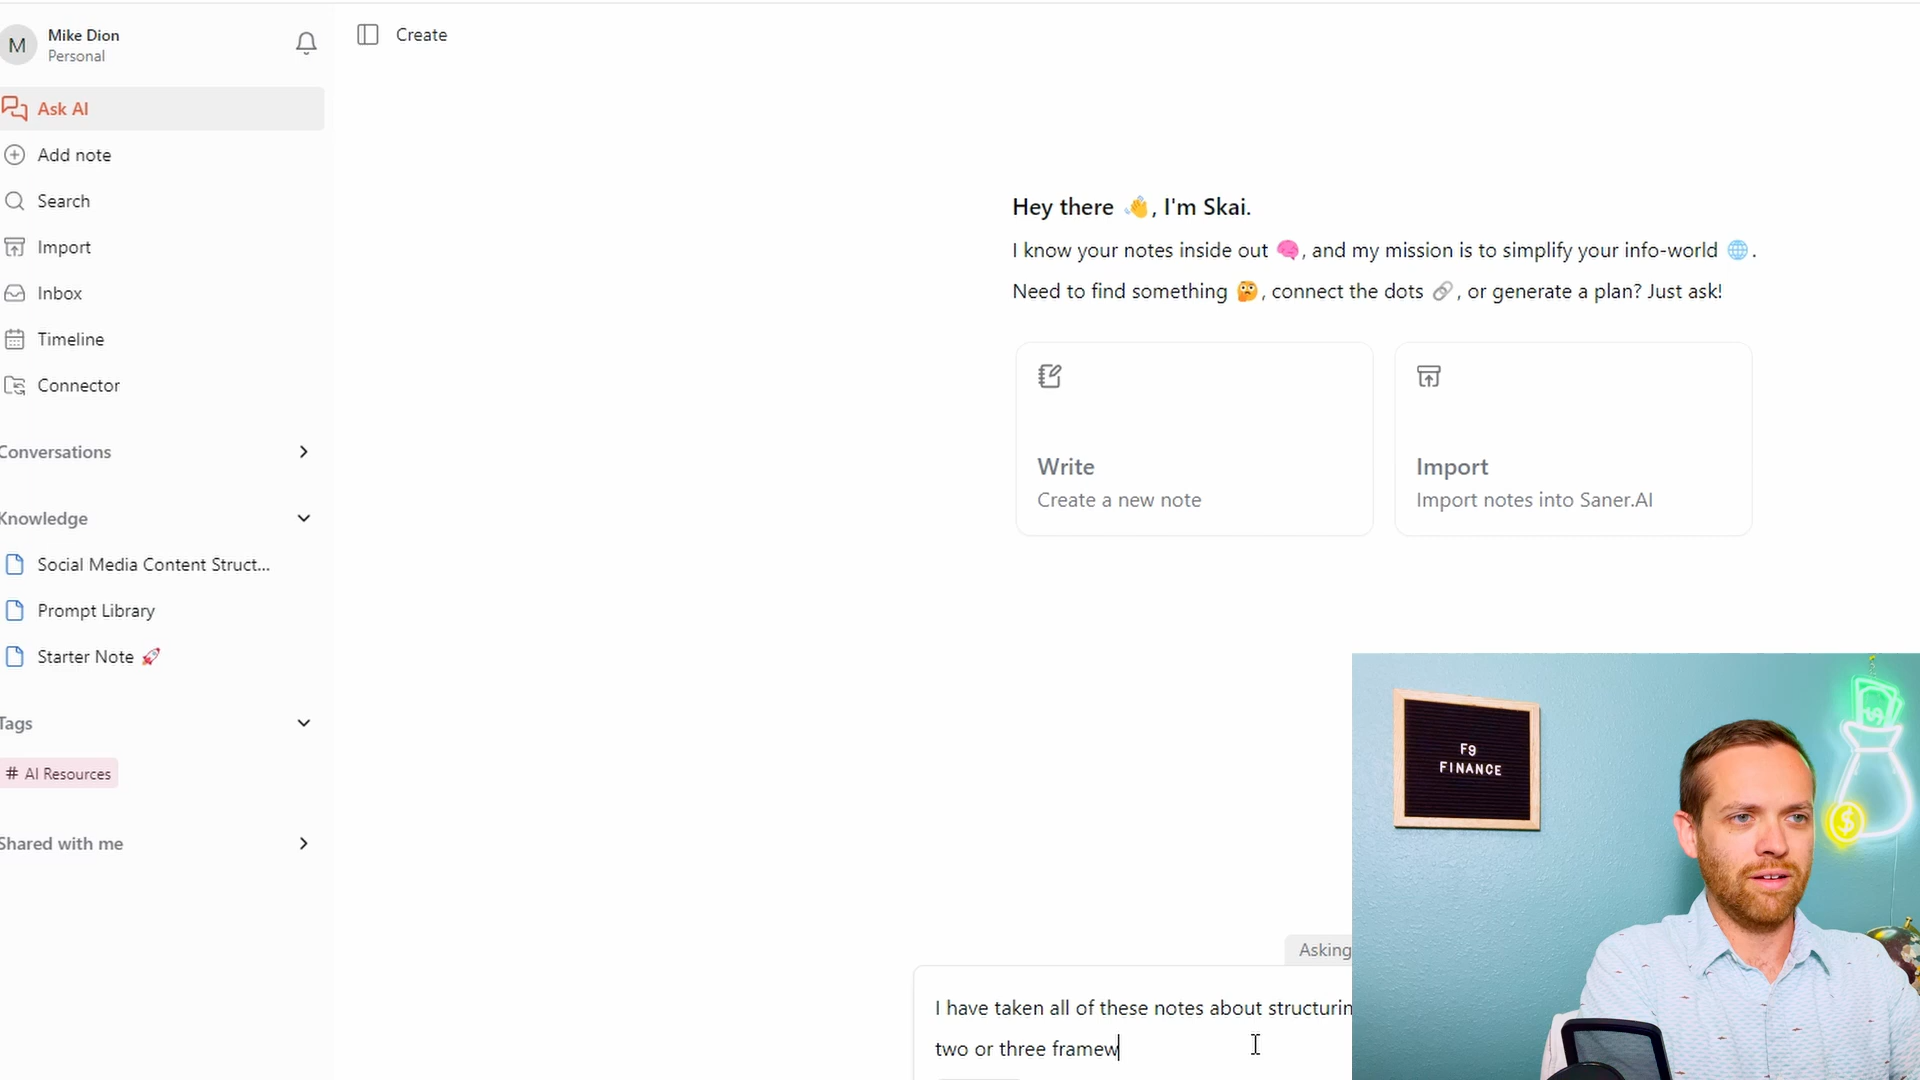 M
Mike Dion
Personal
Create
Ask AI
Add note
Search
Import
Inbox
Timeline
Connector
Conversations
Knowledge
Social Media Content Struct...
Prompt Library
Starter Note 🚀
Tags
# AI Resources
Shared with me
Hey there 👋, I'm Skai.
I know your notes inside out 🧠, and my mission is to simplify your info-world 🌐.
Need to find something 🤔, connect the dots 🔗, or generate a plan? Just ask!
Write
Create a new note
Import
Import notes into Saner.AI
Asking
I have taken all of these notes about structurin
two or three framew
F9
FINANCE
$